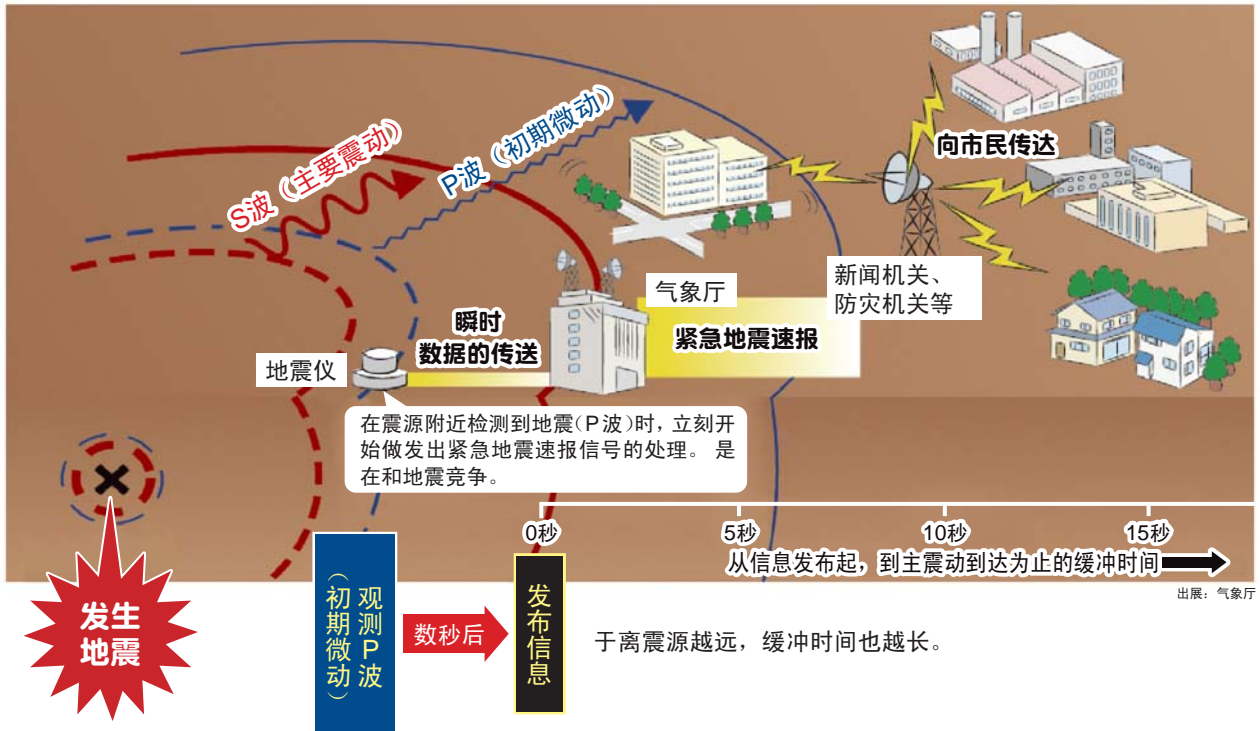 S波（主要震动）
P波（初期微动）
向市民传达
新闻机关、
防灾机关等
气象厅
紧急地震速报
瞬时
数据的传送
地震仪
在震源附近检测到地震（P波）时，立刻开
始做发出紧急地震速报信号的处理。 是
在和地震竞争。
0秒
5秒
10秒
15秒
从信息发布起，到主震动到达为止的缓冲时间
出展：气象厅
发生
地震
观测P波
（初期微动）
数秒后
发布信息
于离震源越远，缓冲时间也越长。